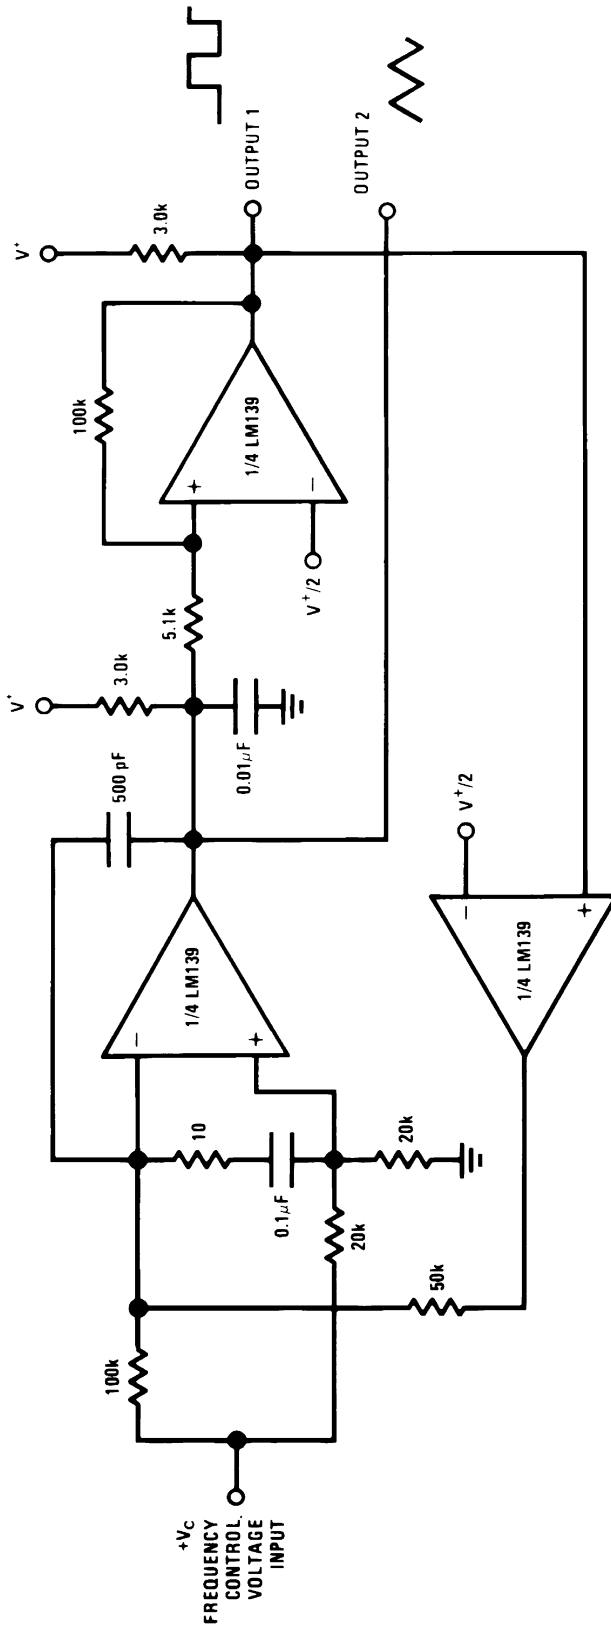 +VC
FREQUENCY
CONTROL
VOLTAGE
INPUT
100k
50k
20k
0.1μF
10
20k
1/4 LM139
−
+
500 pF
V+
3.0k
0.01μF
5.1k
100k
1/4 LM139
+
−
V+/2
V+
3.0k
OUTPUT 1
OUTPUT 2
V+/2
1/4 LM139
−
+